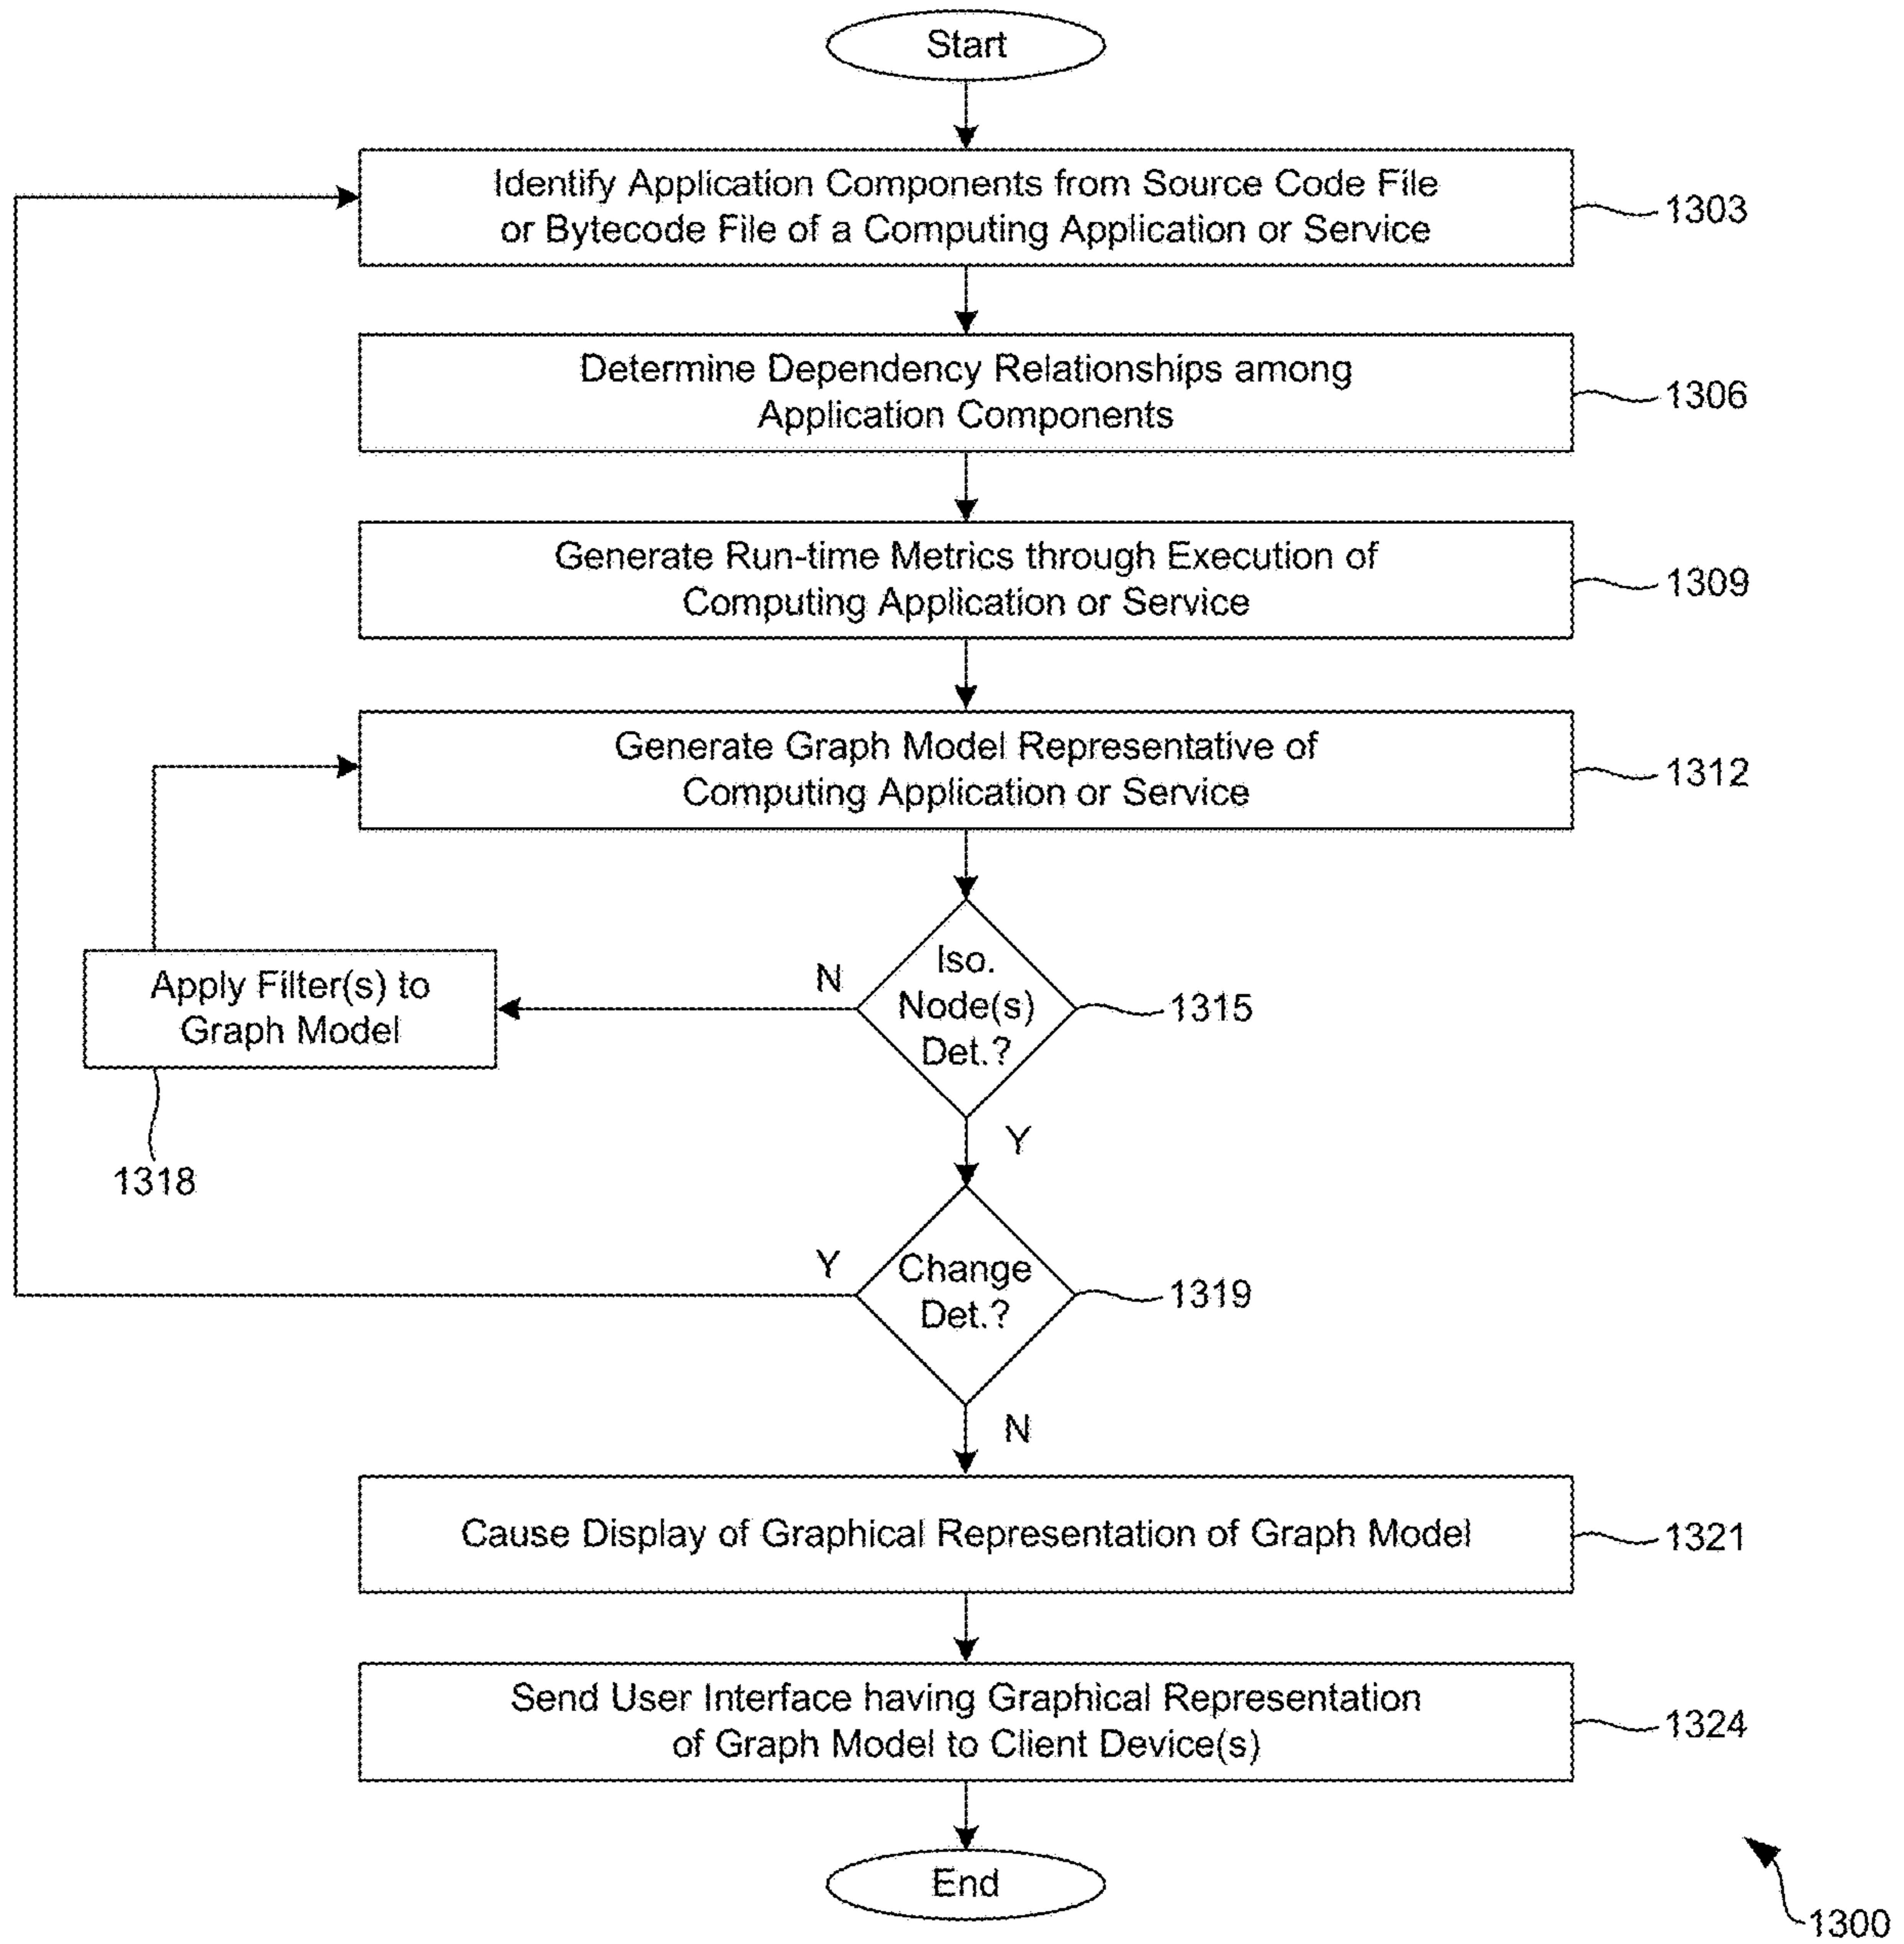 Start
Identify Application Components from Source Code File
or Bytecode File of a Computing Application or Service
1303
Determine Dependency Relationships among
Application Components
1306
Generate Run-time Metrics through Execution of
Computing Application or Service
1309
Generate Graph Model Representative of
Computing Application or Service
1312
Iso.
Node(s)
Det.?
1315
N
Apply Filter(s) to
Graph Model
1318
Y
Change
Det.?
1319
Y
N
Cause Display of Graphical Representation of Graph Model
1321
Send User Interface having Graphical Representation
of Graph Model to Client Device(s)
1324
End
1300